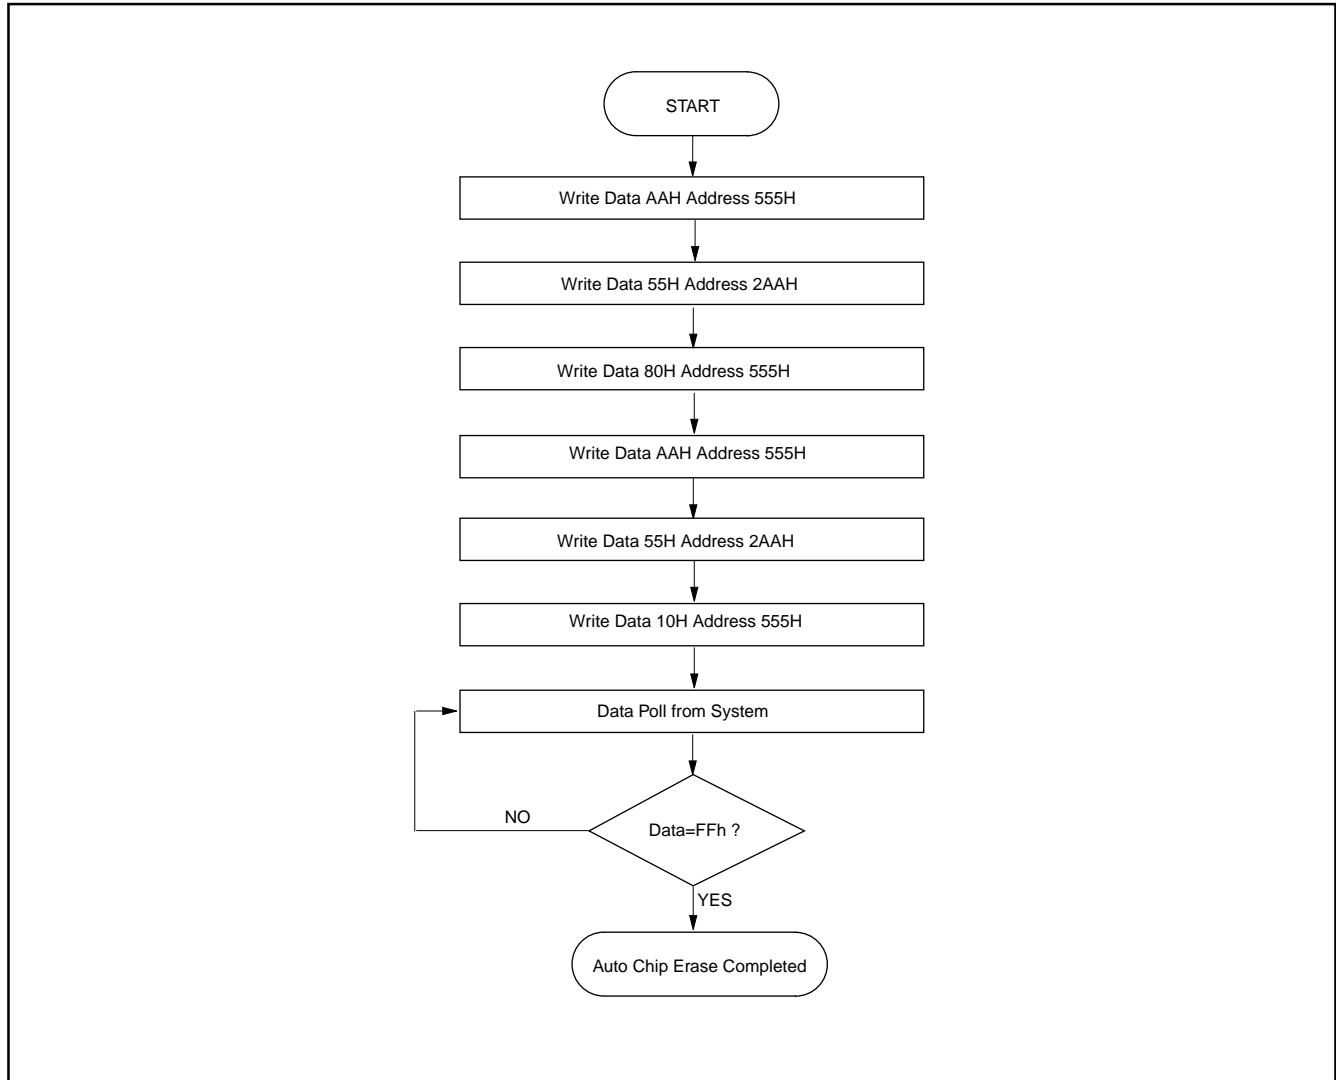 START
Write Data AAH Address 555H
Write Data 55H Address 2AAH
Write Data 80H Address 555H
Write Data AAH Address 555H
Write Data 55H Address 2AAH
Write Data 10H Address 555H
Data Poll from System
NO
Data=FFh ?
YES
Auto Chip Erase Completed